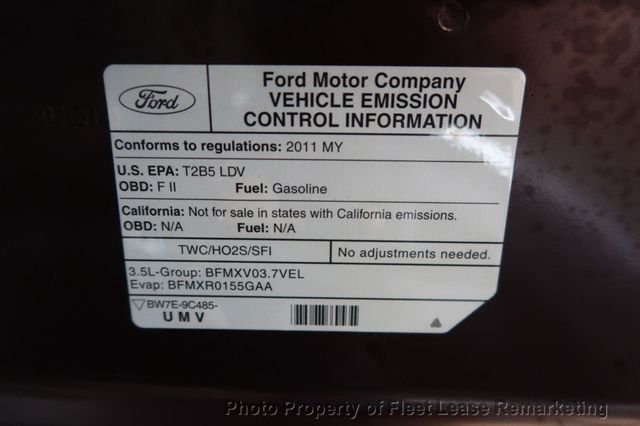 Ford
Ford Motor Company
VEHICLE EMISSION
CONTROL INFORMATION
Conforms to regulations: 2011 MY
U.S. EPA: T2B5 LDV
OBD: F II Fuel: Gasoline
California: Not for sale in states with California emissions.
OBD: N/A Fuel: N/A
TWC/HO2S/SFI No adjustments needed.
3.5L-Group: BFMXV03.7VEL
Evap: BFMXR0155GAA
BW7E-9C485-
U M V
Photo Property of Fleet Lease Remarketing